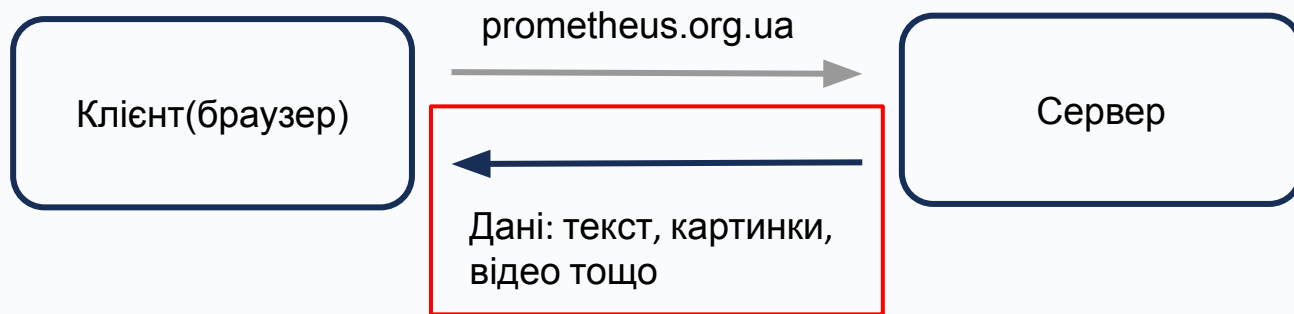 prometheus.org.ua
Клієнт(браузер)
Сервер
Дані: текст, картинки,
відео тощо